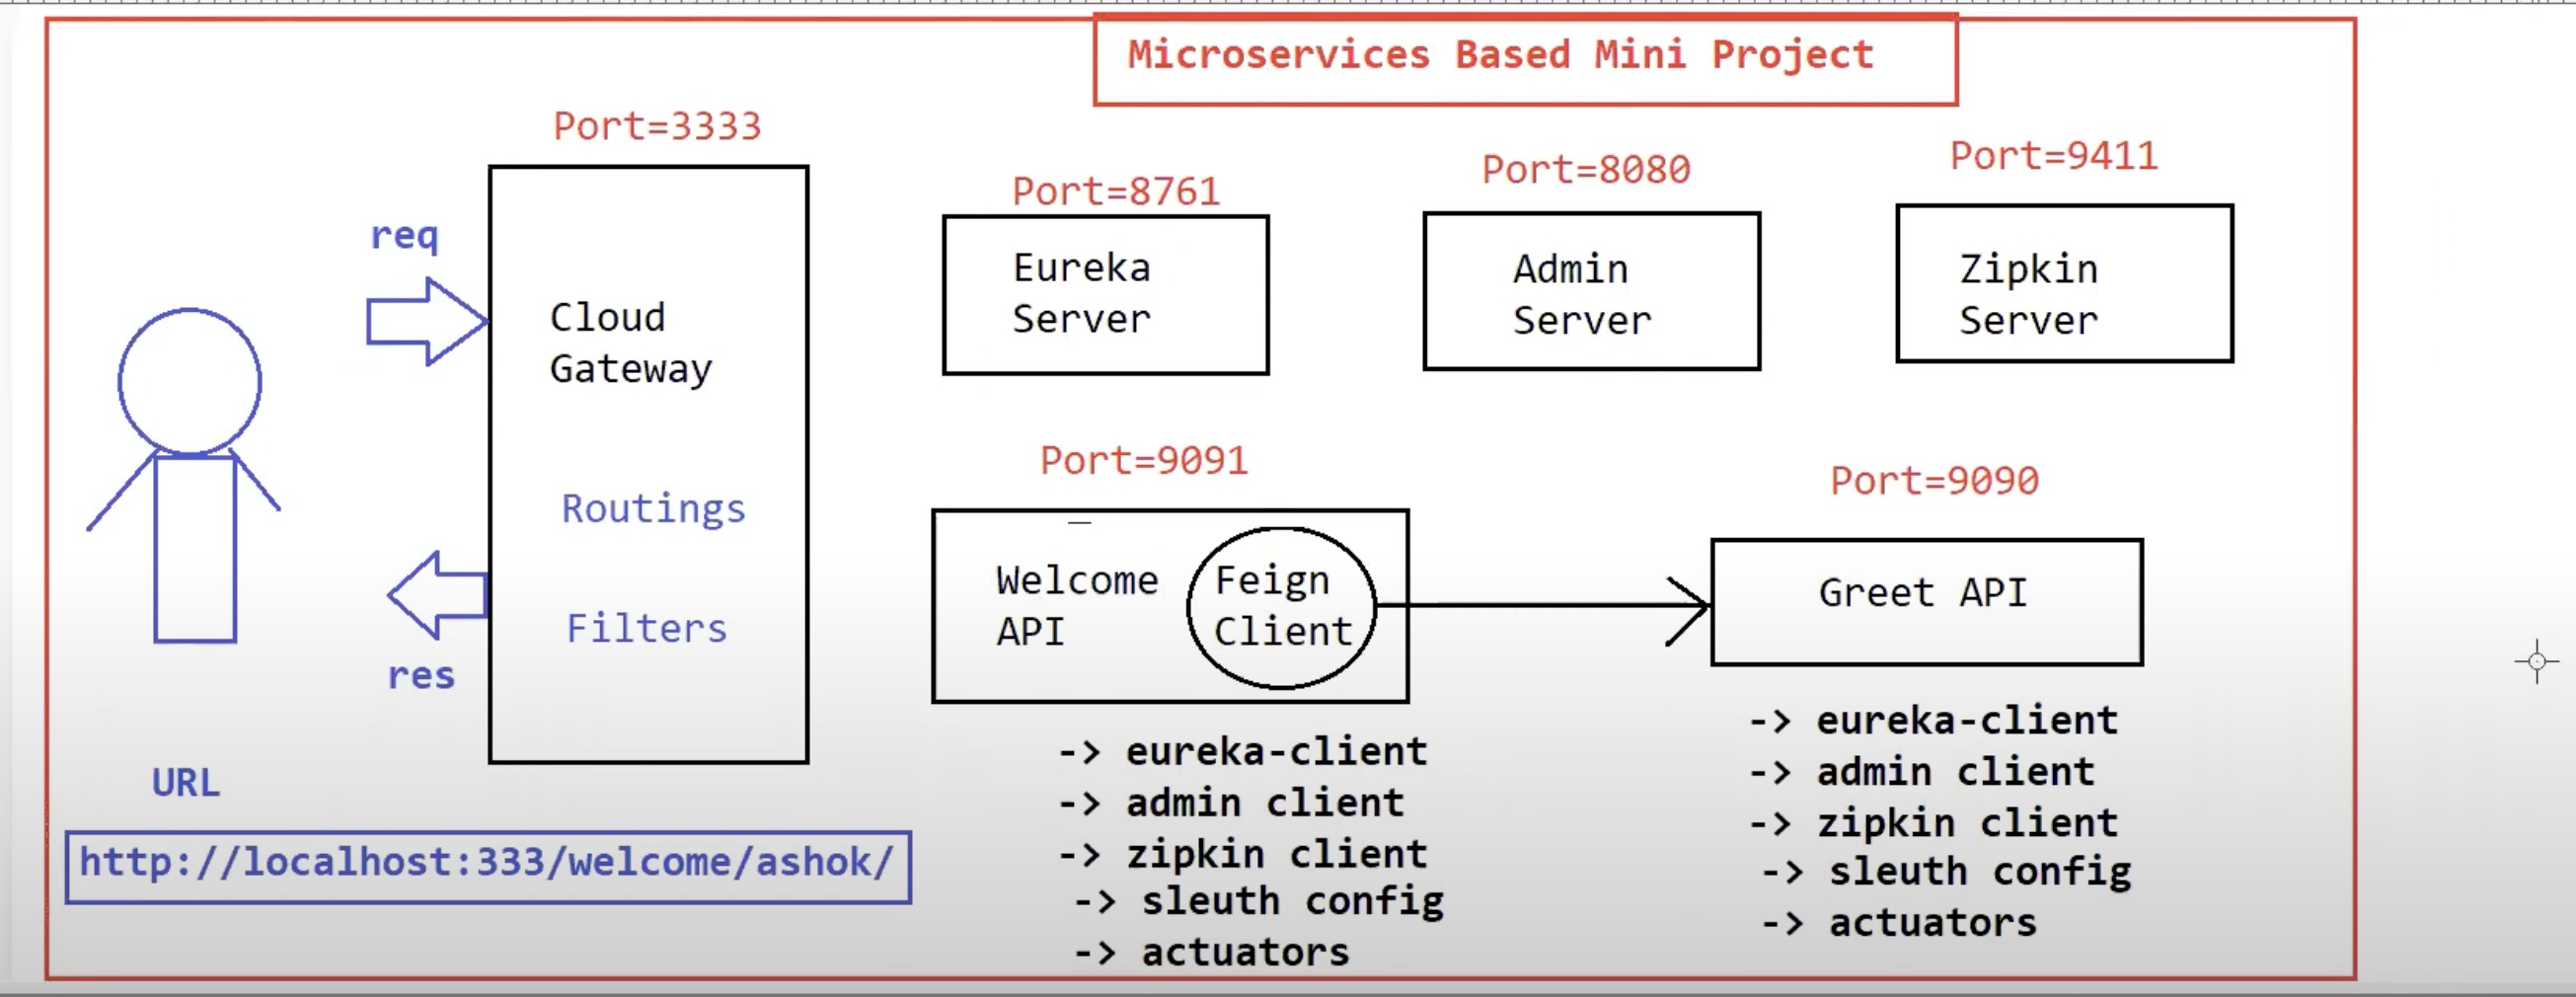 Microservices Based Mini Project
Port=3333
req
Cloud
Gateway
Routings
Filters
res
URL
http://localhost:333/welcome/ashok/
Port=8761
Eureka
Server
Port=8080
Admin
Server
Port=9411
Zipkin
Server
Port=9091
Welcome
API
Feign
Client
-> eureka-client
-> admin client
-> zipkin client
-> sleuth config
-> actuators
Port=9090
Greet API
-> eureka-client
-> admin client
-> zipkin client
-> sleuth config
-> actuators